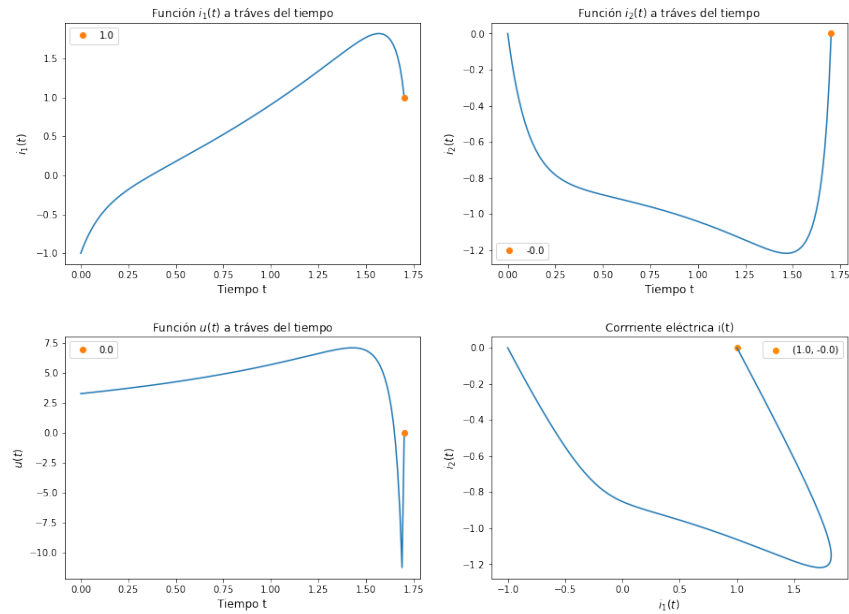 Función i₁(t) a tráves del tiempo
1.0
1.5
1.0
0.5
0.0
−0.5
−1.0
i₁(t)
0.00 0.25 0.50 0.75 1.00 1.25 1.50 1.75
Tiempo t
Función i₂(t) a tráves del tiempo
0.0
−0.2
−0.4
−0.6
−0.8
−1.0
−1.2
i₂(t)
-0.0
0.00 0.25 0.50 0.75 1.00 1.25 1.50 1.75
Tiempo t
Función u(t) a tráves del tiempo
0.0
7.5
5.0
2.5
0.0
−2.5
−5.0
−7.5
−10.0
u(t)
0.00 0.25 0.50 0.75 1.00 1.25 1.50 1.75
Tiempo t
Corrriente eléctrica i(t)
(1.0, -0.0)
0.0
−0.2
−0.4
−0.6
−0.8
−1.0
−1.2
i₂(t)
−1.0 −0.5 0.0 0.5 1.0 1.5
i₁(t)